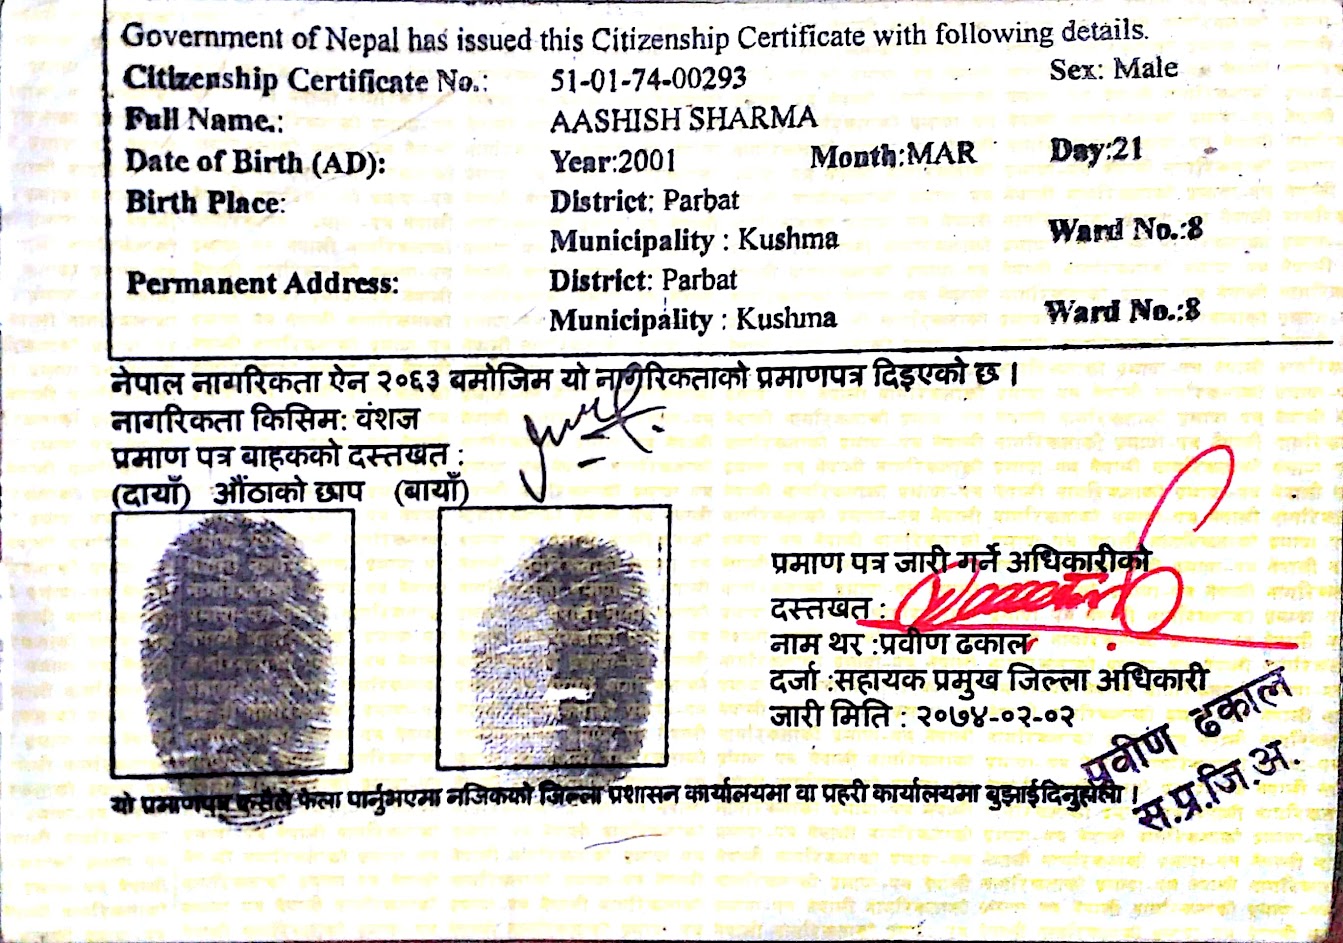 Government of Nepal has issued this Citizenship Certificate with following details.
Citizenship Certificate No.: 51-01-74-00293 Sex: Male
Full Name.: AASHISH SHARMA
Date of Birth (AD): Year:2001 Month:MAR Day:21
Birth Place: District: Parbat
Municipality : Kushma Ward No.:8
Permanent Address: District: Parbat
Municipality : Kushma Ward No.:8
नेपाल नागरिकता ऐन २०६३ बमोजिम यो नागरिकताको प्रमाणपत्र दिइएको छ ।
नागरिकता किसिम: वंशज
प्रमाण पत्र बाहकको दस्तखत :
(दायाँ) औंठाको छाप (बायाँ)
प्रमाण पत्र जारी गर्ने अधिकारीको
दस्तखत :
नाम थर :प्रवीण ढकाल
दर्जा :सहायक प्रमुख जिल्ला अधिकारी
जारी मिति : २०७४-०२-०२
प्रवीण ढकाल
स.प्र.जि.अ.
यो प्रमाणपत्र कसैले फेला पार्नुभएमा नजिकको जिल्ला प्रशासन कार्यालयमा वा प्रहरी कार्यालयमा बुझाईदिनुहोला ।